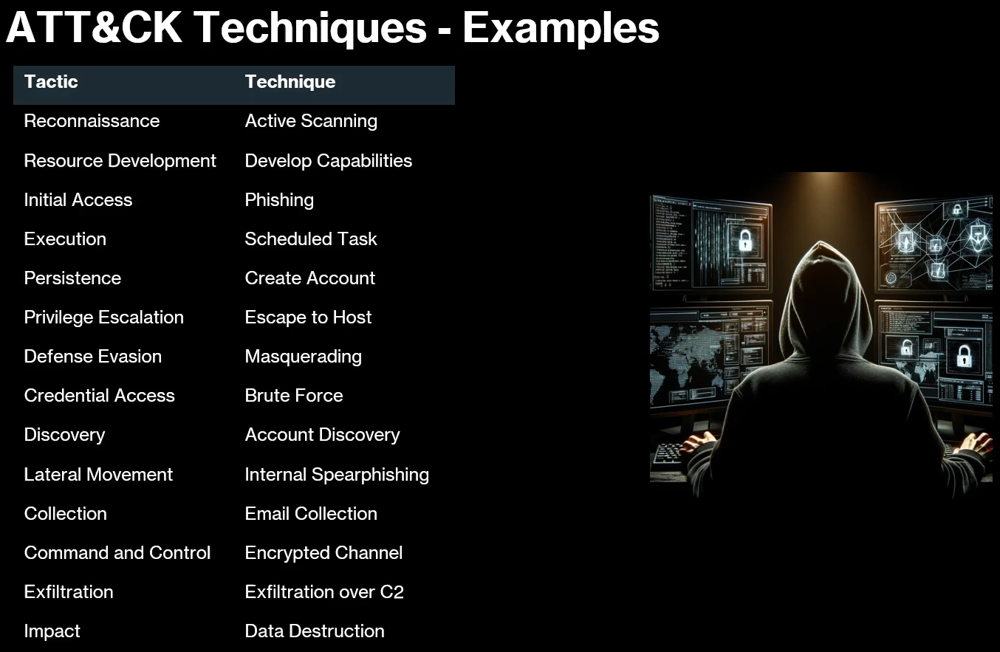 ATT&CK Techniques - Examples
Tactic Technique
Reconnaissance Active Scanning
Resource Development Develop Capabilities
Initial Access Phishing
Execution Scheduled Task
Persistence Create Account
Privilege Escalation Escape to Host
Defense Evasion Masquerading
Credential Access Brute Force
Discovery Account Discovery
Lateral Movement Internal Spearphishing
Collection Email Collection
Command and Control Encrypted Channel
Exfiltration Exfiltration over C2
Impact Data Destruction